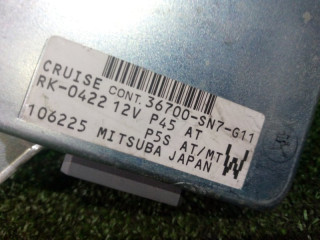 CRUISE CONT. 36700-SN7-G11
RK-0422 12V P45 AT
P5S AT/MT W
106225 MITSUBA JAPAN